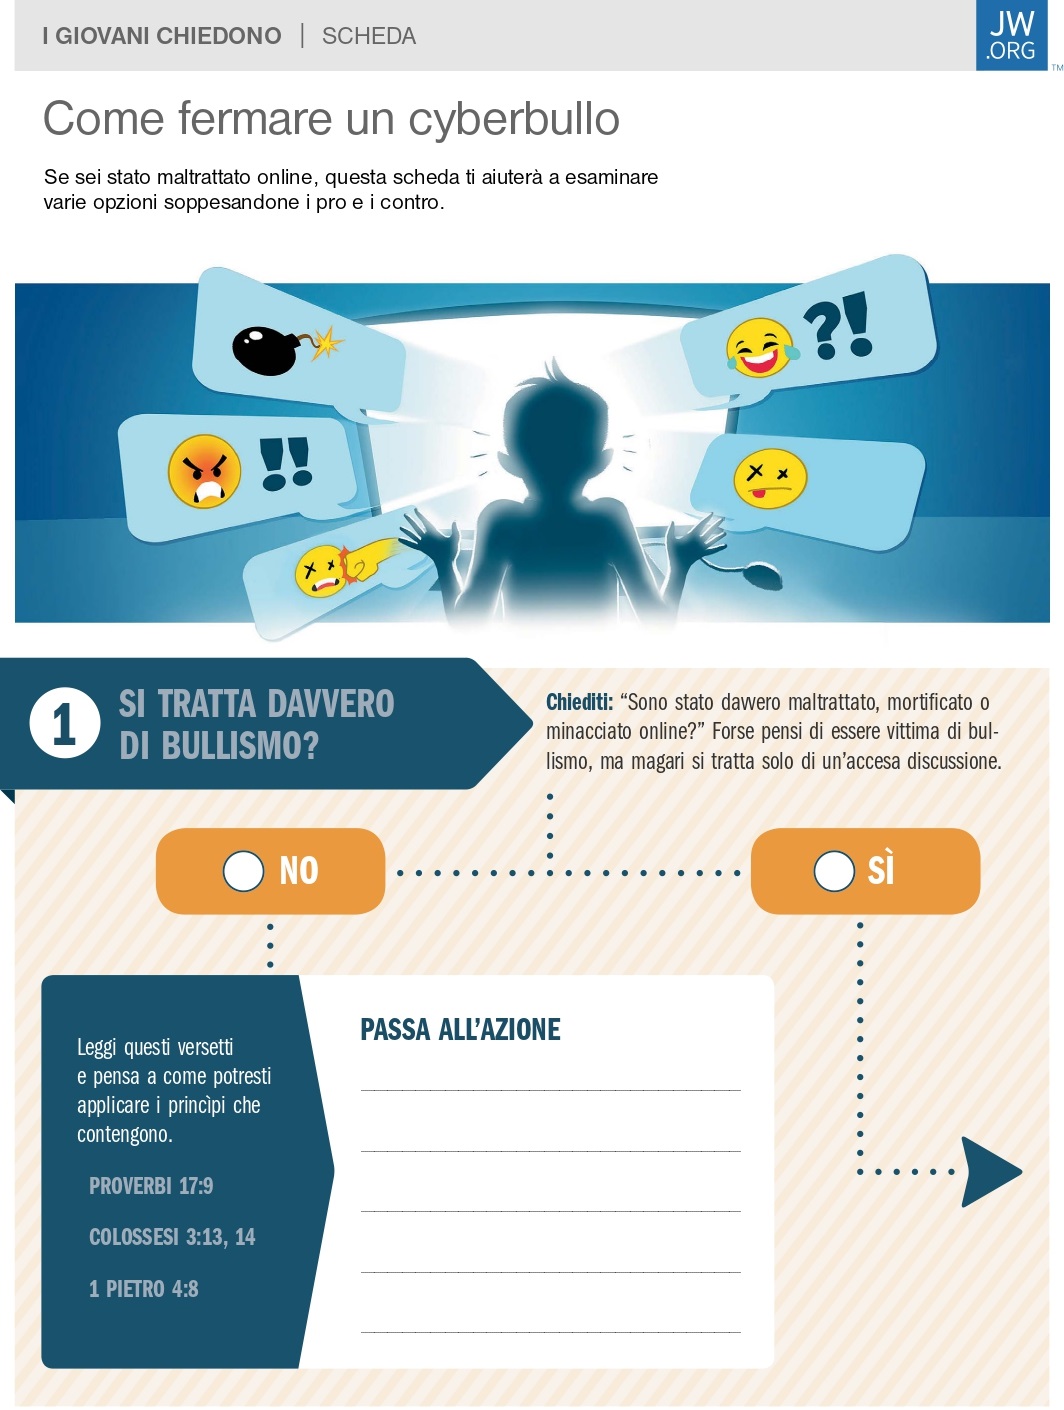 I GIOVANI CHIEDONO | SCHEDA
JW
.ORG
TM
Come fermare un cyberbullo
Se sei stato maltrattato online, questa scheda ti aiuterà a esaminare
varie opzioni soppesandone i pro e i contro.
?!
!!
1
SI TRATTA DAVVERO
DI BULLISMO?
Chiediti: “Sono stato davvero maltrattato, mortificato o
minacciato online?” Forse pensi di essere vittima di bul-
lismo, ma magari si tratta solo di un’accesa discussione.
NO
SÌ
Leggi questi versetti
e pensa a come potresti
applicare i princìpi che
contengono.
PROVERBI 17:9
COLOSSESI 3:13, 14
1 PIETRO 4:8
PASSA ALL’AZIONE